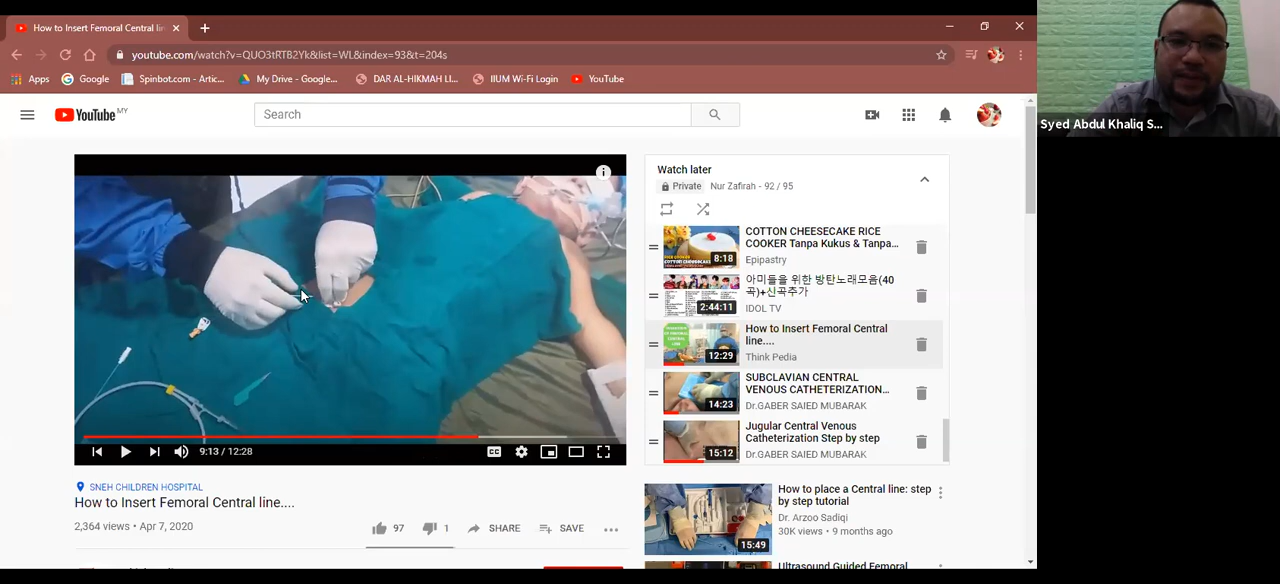 How to Insert Femoral Central lin
youtube.com/watch?v=QUO3tRTB2Yk&list=WL&index=93&t=204s
Apps
Google
Spinbot.com - Artic...
My Drive - Google...
DAR AL-HIKMAH LI...
IIUM Wi-Fi Login
YouTube
YouTube MY
Search
Syed Abdul Khaliq S...
Watch later
Private Nur Zafirah - 92 / 95
COTTON CHEESECAKE RICE
COOKER Tanpa Kukus & Tanpa...
Epipastry
8:18
아미들을 위한 방탄노래모음(40
곡)+신곡추가
IDOL TV
2:44:11
How to Insert Femoral Central
line....
Think Pedia
12:29
SUBCLAVIAN CENTRAL
VENOUS CATHETERIZATION...
Dr.GABER SAIED MUBARAK
14:23
Jugular Central Venous
Catheterization Step by step
Dr.GABER SAIED MUBARAK
15:12
9:13 / 12:28
CC
SNEH CHILDREN HOSPITAL
How to Insert Femoral Central line....
2,364 views • Apr 7, 2020
97
1
SHARE
SAVE
How to place a Central line: step
by step tutorial
Dr. Arzoo Sadiqi
30K views • 9 months ago
15:49
Ultrasound Guided Femoral